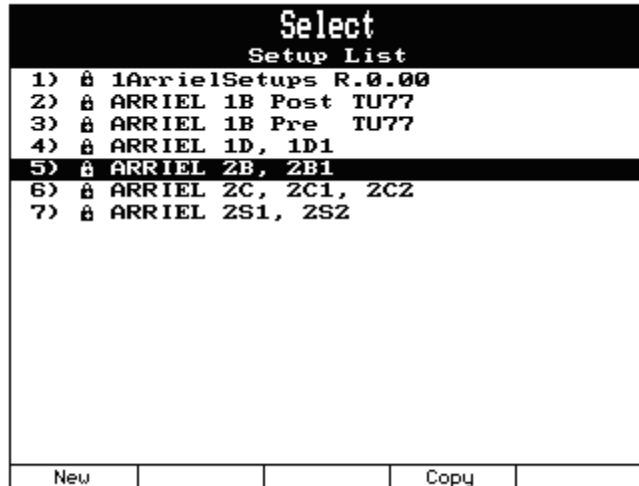 Select
Setup List
1) 1ArrielSetups R.0.00
2) ARRIEL 1B Post TU77
3) ARRIEL 1B Pre TU77
4) ARRIEL 1D, 1D1
5) ARRIEL 2B, 2B1
6) ARRIEL 2C, 2C1, 2C2
7) ARRIEL 2S1, 2S2
New Copy